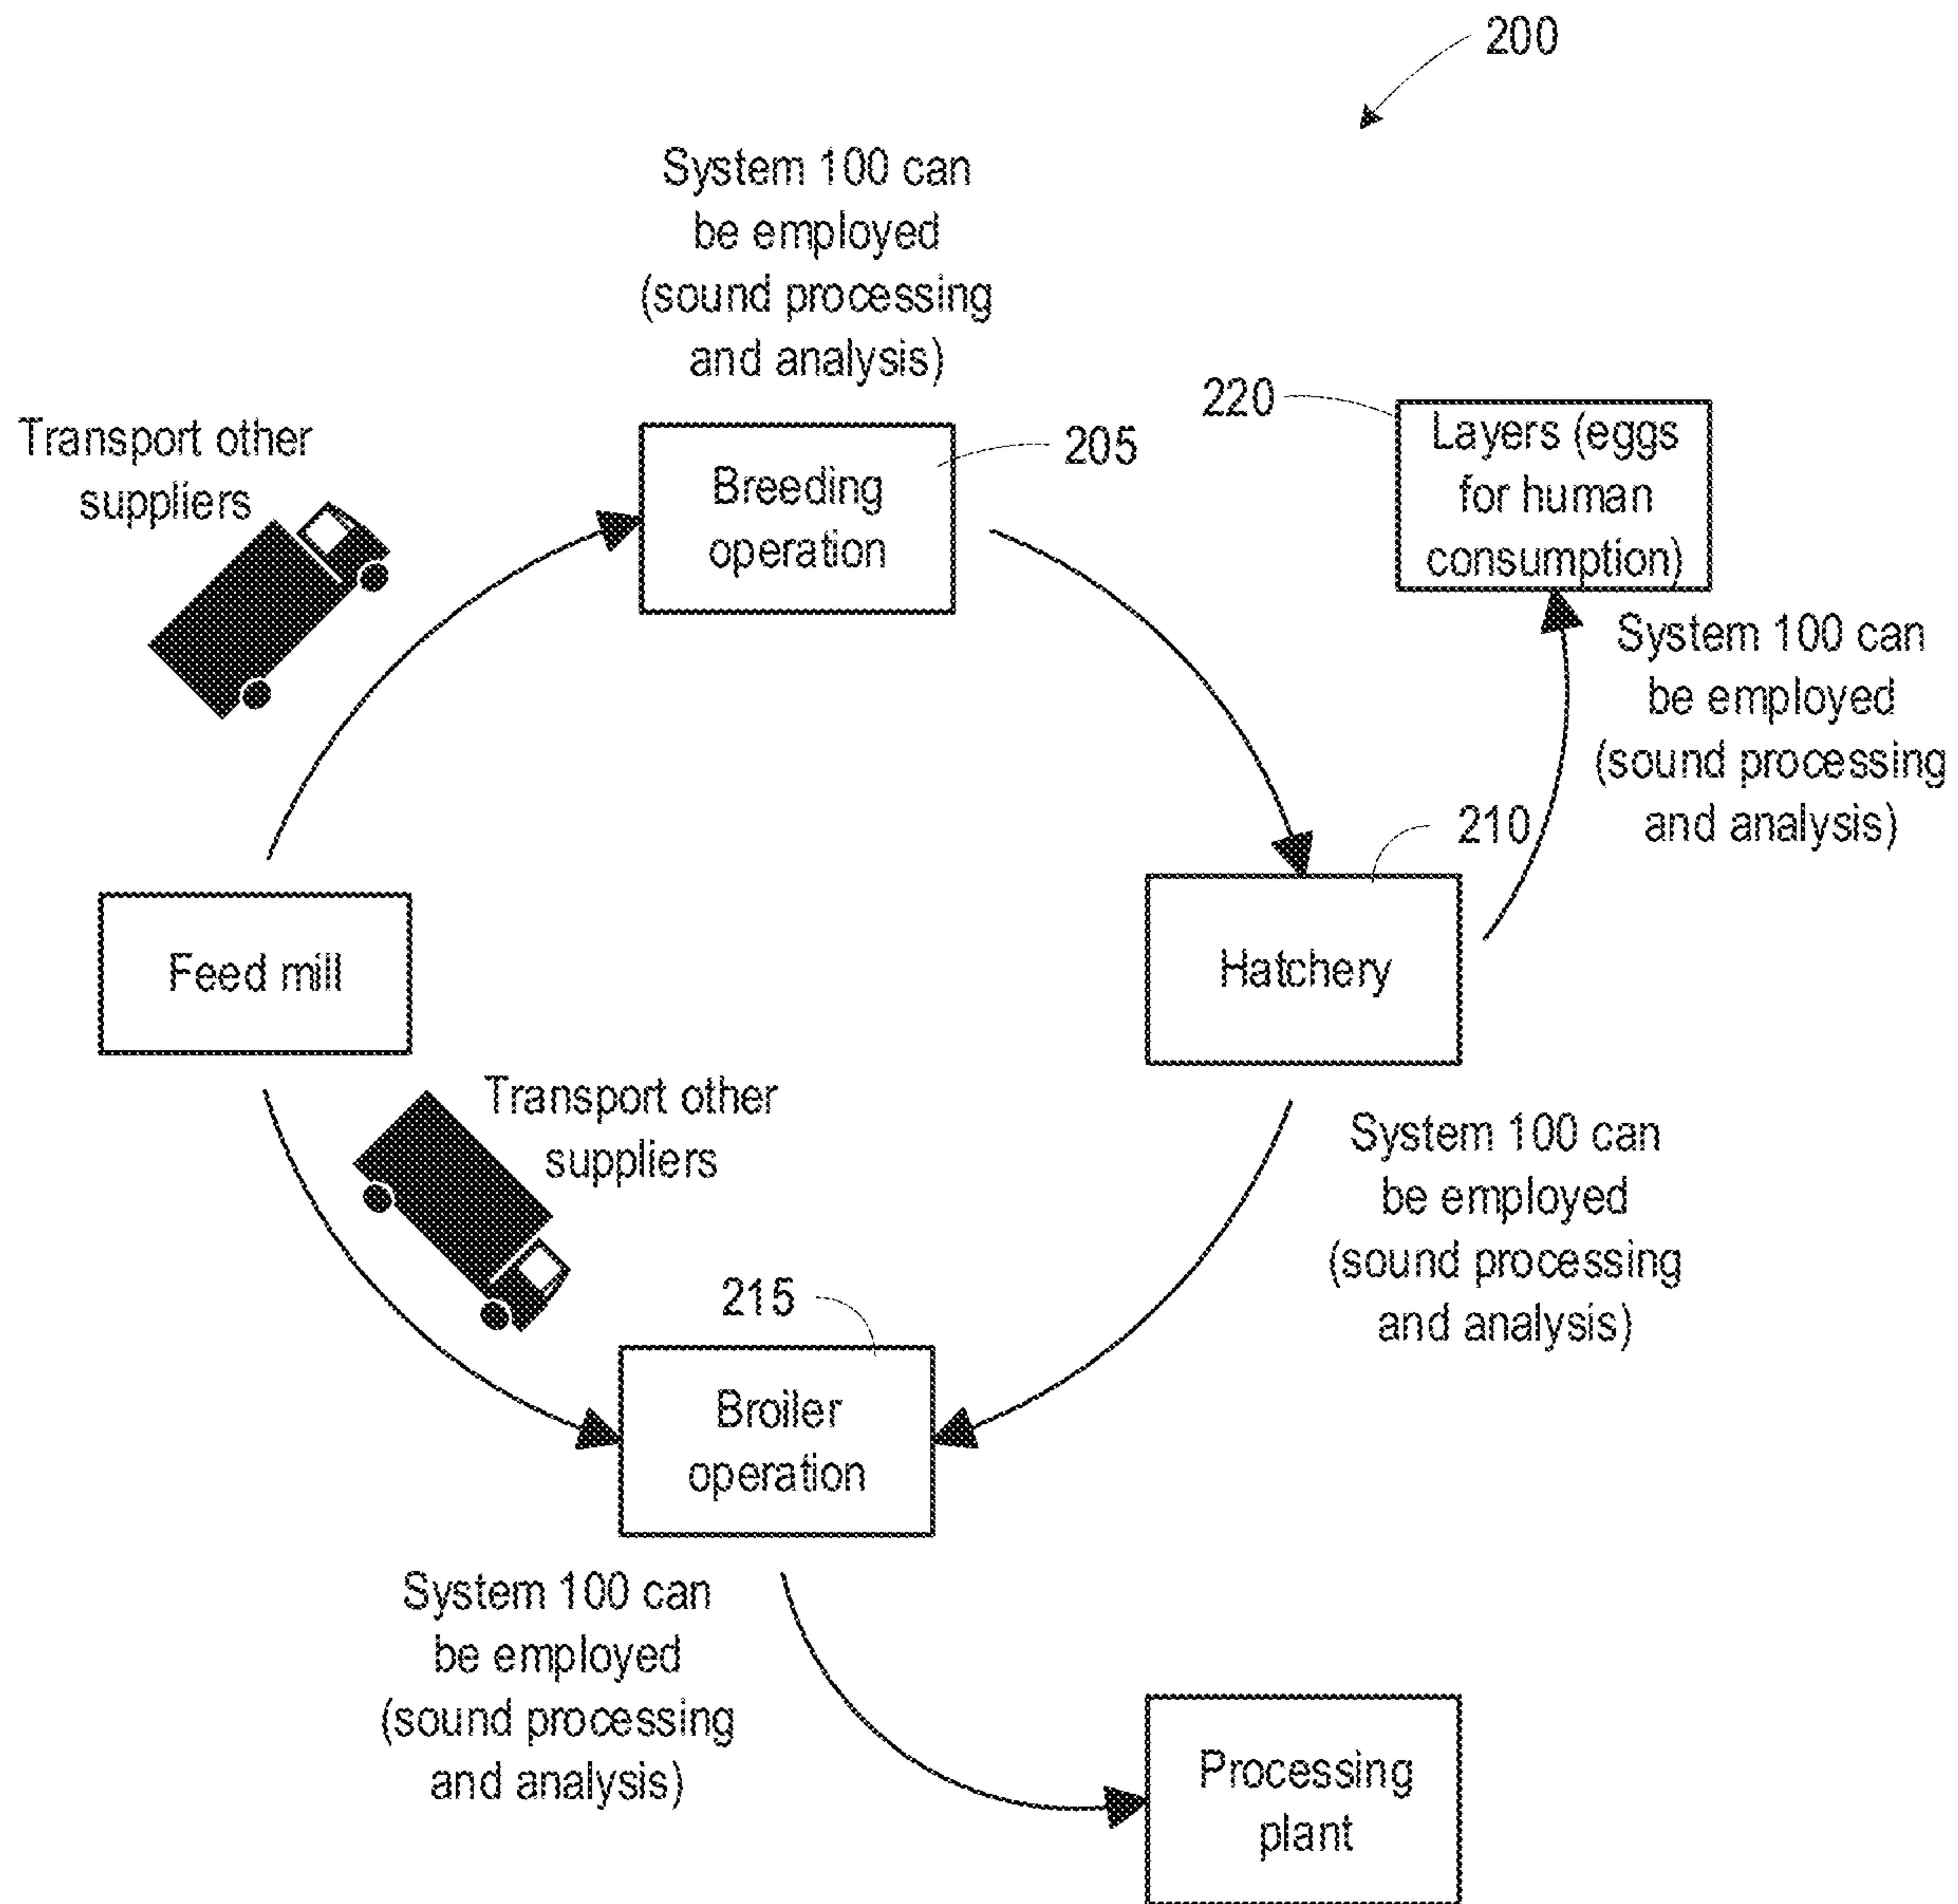 200
System 100 can
be employed
(sound processing
and analysis)
220
Layers (eggs
for human
consumption)
Transport other
suppliers
205
Breeding
operation
System 100 can
be employed
(sound processing
and analysis)
210
Feed mill
Hatchery
Transport other
suppliers
System 100 can
be employed
(sound processing
and analysis)
215
Broiler
operation
System 100 can
be employed
(sound processing
and analysis)
Processing
plant